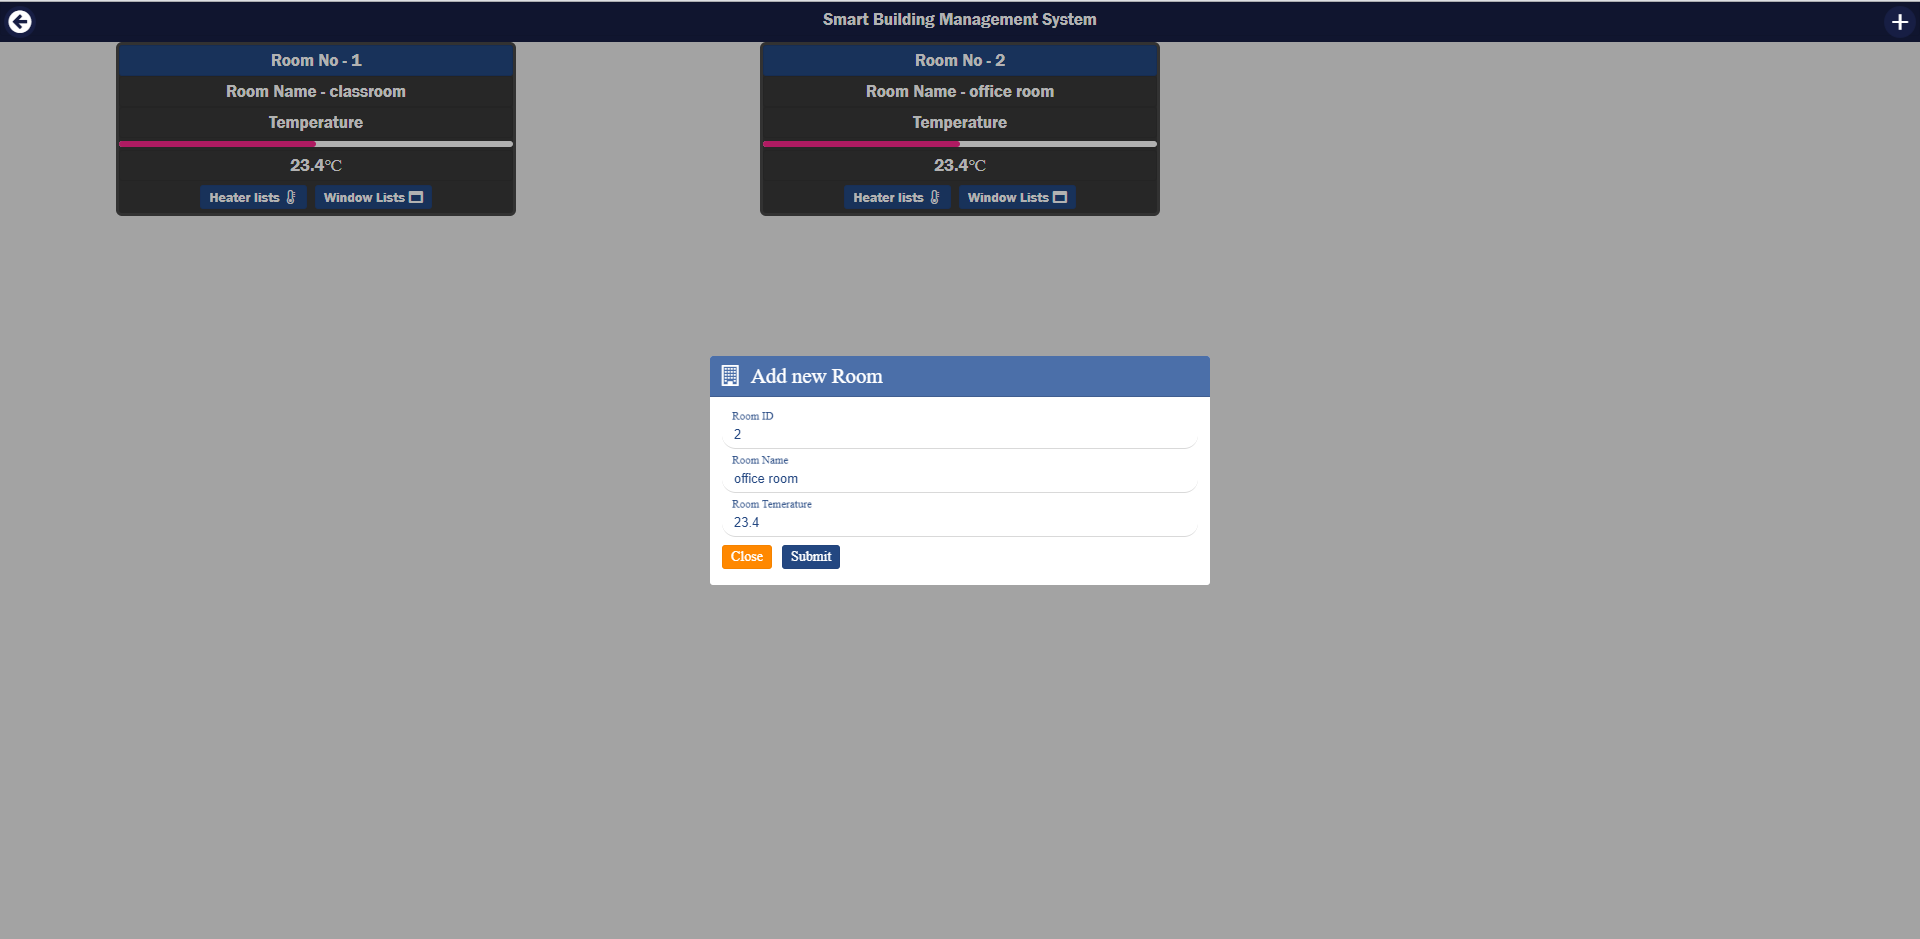 Smart Building Management System
Room No - 1
Room Name - classroom
Temperature
23.4°C
Heater lists
Window Lists
Room No - 2
Room Name - office room
Temperature
23.4°C
Heater lists
Window Lists
Add new Room
Room ID
2
Room Name
office room
Room Temerature
23.4
Close
Submit